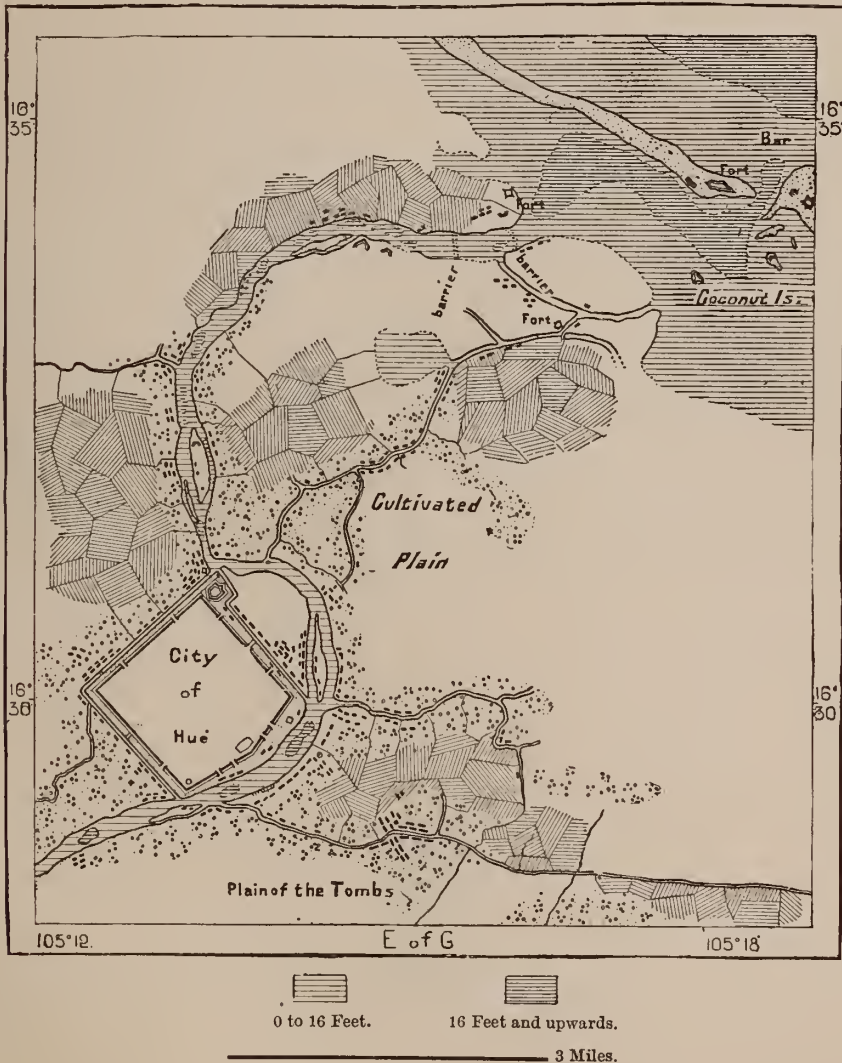 16°
35'
16°
35'
Bar
Fort
Fort
barrier
barrier
Coconut Is.
Fort
Cultivated
Plain
City
of
Hué
16°
30'
16°
30'
Plain of the Tombs
105°12.
E of G
105°18'
0 to 16 Feet.
16 Feet and upwards.
3 Miles.